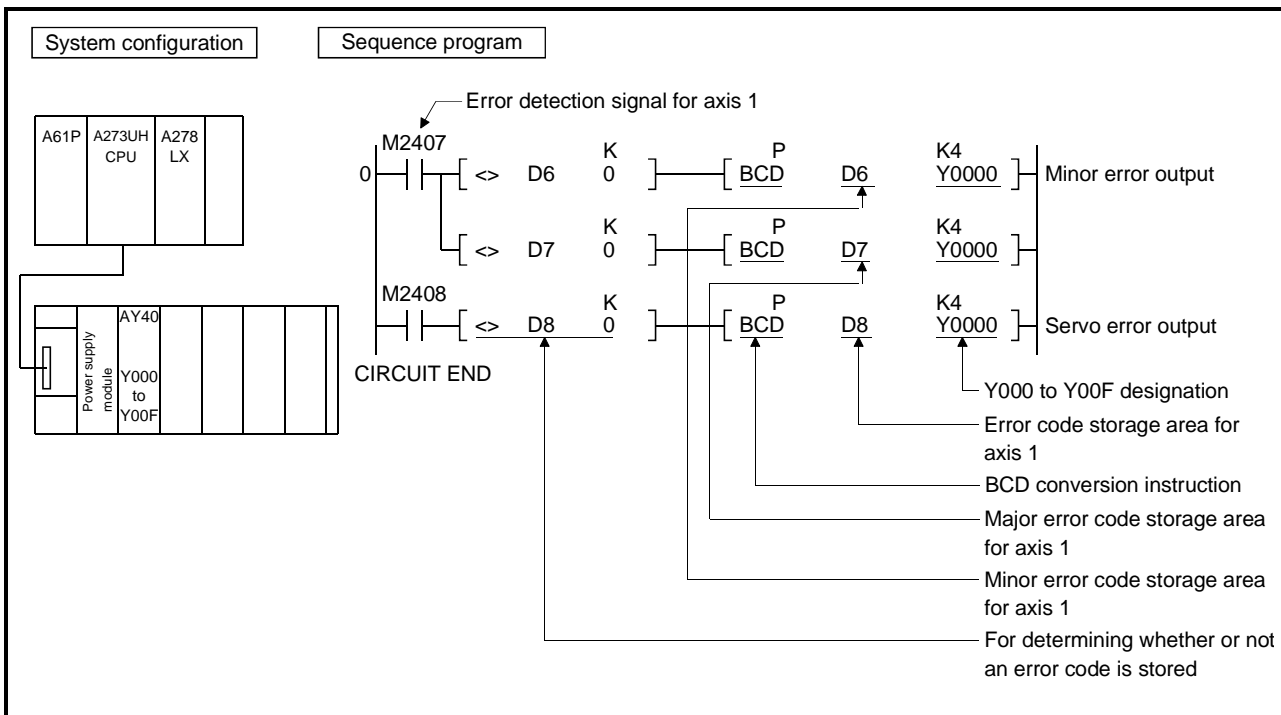 System configuration
Sequence program
A61P
A273UH
CPU
A278
LX
Power supply
module
AY40
Y000
to
Y00F
Error detection signal for axis 1
M2407
K
P
K4
0
<> D6 0 BCD D6 Y0000
Minor error output
K
P
K4
<> D7 0 BCD D7 Y0000
M2408
K
P
K4
<> D8 0 BCD D8 Y0000
Servo error output
CIRCUIT END
Y000 to Y00F designation
Error code storage area for
axis 1
BCD conversion instruction
Major error code storage area
for axis 1
Minor error code storage area
for axis 1
For determining whether or not
an error code is stored